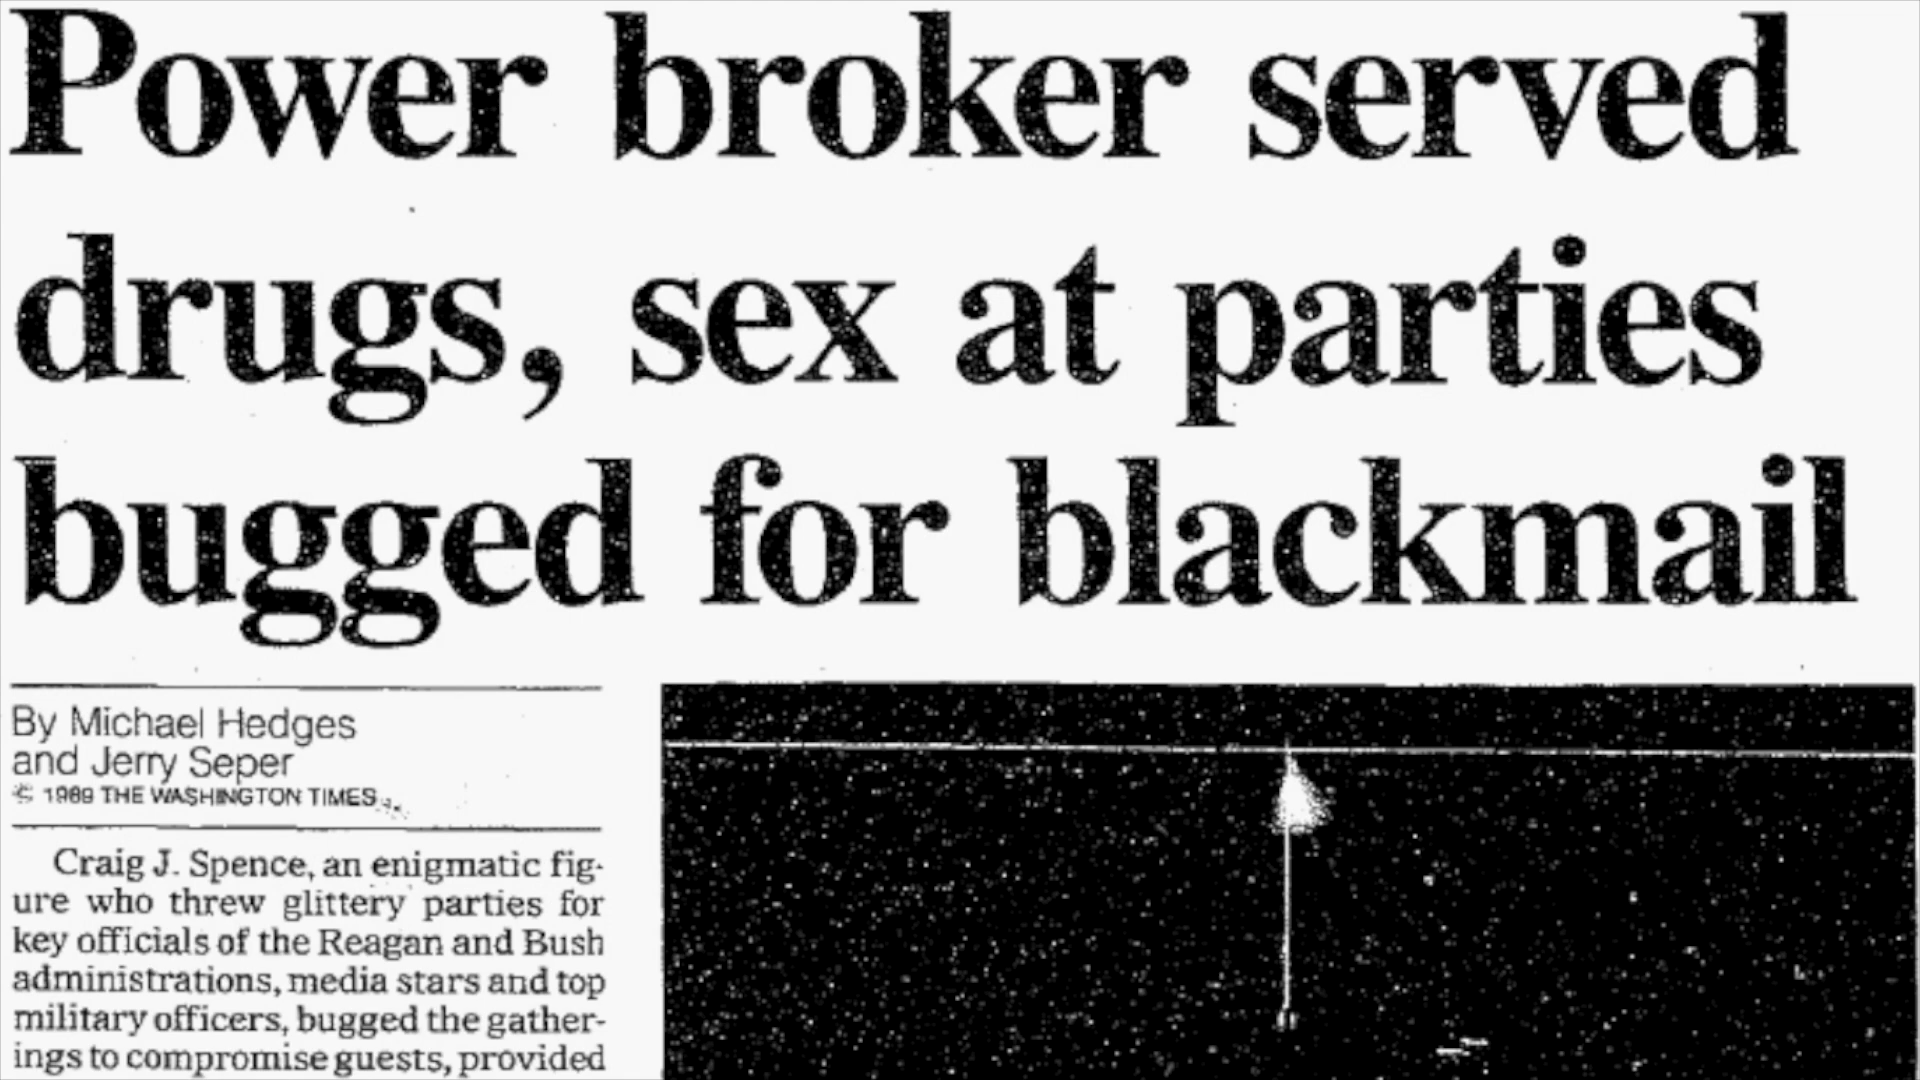 Power broker served
drugs, sex at parties
bugged for blackmail
By Michael Hedges
and Jerry Seper
© 1989 THE WASHINGTON TIMES
Craig J. Spence, an enigmatic fig-
ure who threw glittery parties for
key officials of the Reagan and Bush
administrations, media stars and top
military officers, bugged the gather-
ings to compromise guests, provided